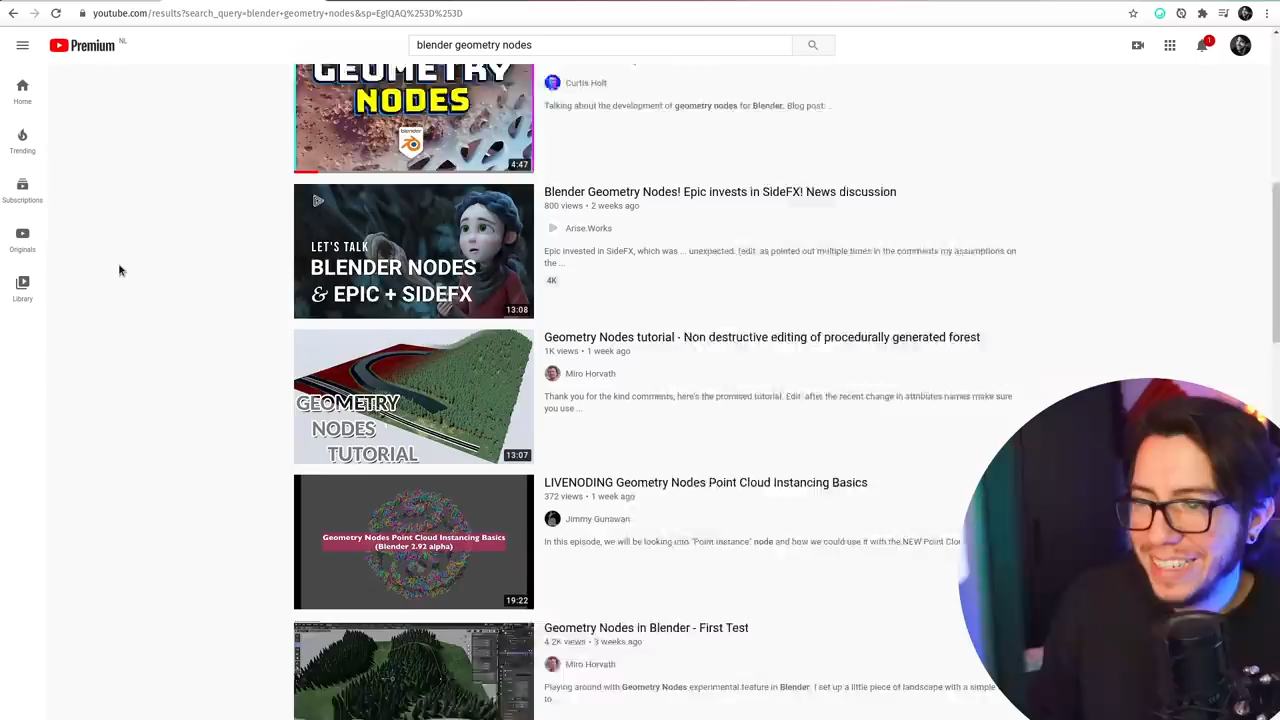 youtube.com/results?search_query=blender+geometry+nodes&sp=EgIQAQ%253D%253D
Premium NL
blender geometry nodes
1
Home
Trending
Subscriptions
Originals
Library
GEOMETRY
NODES
blender
4:47
Curtis Holt
Talking about the development of geometry nodes for Blender. Blog post: ...
LET'S TALK
BLENDER NODES
& EPIC + SIDEFX
13:08
Blender Geometry Nodes! Epic invests in SideFX! News discussion
800 views • 2 weeks ago
Arise.Works
Epic invested in SideFX, which was ... unexpected. [edit: as pointed out multiple times in the comments my assumptions on
the ...
4K
GEOMETRY
NODES
TUTORIAL
13:07
Geometry Nodes tutorial - Non destructive editing of procedurally generated forest
1K views • 1 week ago
Miro Horvath
Thank you for the kind comments, here's the promised tutorial. Edit: after the recent change in attributes names make sure
you use ...
Geometry Nodes Point Cloud Instancing Basics
(Blender 2.92 alpha)
19:22
LIVENODING Geometry Nodes Point Cloud Instancing Basics
372 views • 1 week ago
Jimmy Gunawan
In this episode, we will be looking into "Point Instance" node and how we could use it with the NEW Point Clo
Geometry Nodes in Blender - First Test
4.2K views • 3 weeks ago
Miro Horvath
Playing around with Geometry Nodes experimental feature in Blender. I set up a little piece of landscape with a simple
to ...